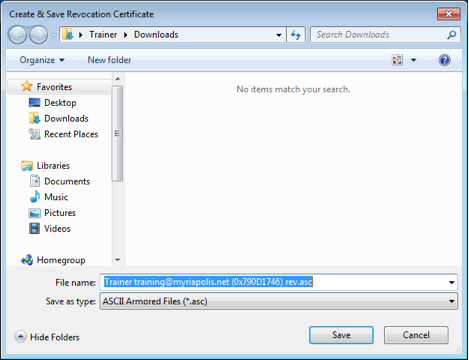 Create & Save Revocation Certificate
Trainer ▸ Downloads
Search Downloads
Organize
New folder
Favorites
Desktop
Downloads
Recent Places
Libraries
Documents
Music
Pictures
Videos
Homegroup
No items match your search.
File name: Trainer training@myriapolis.net (0x790D1746) rev.asc
Save as type: ASCII Armored Files (*.asc)
Hide Folders
Save
Cancel